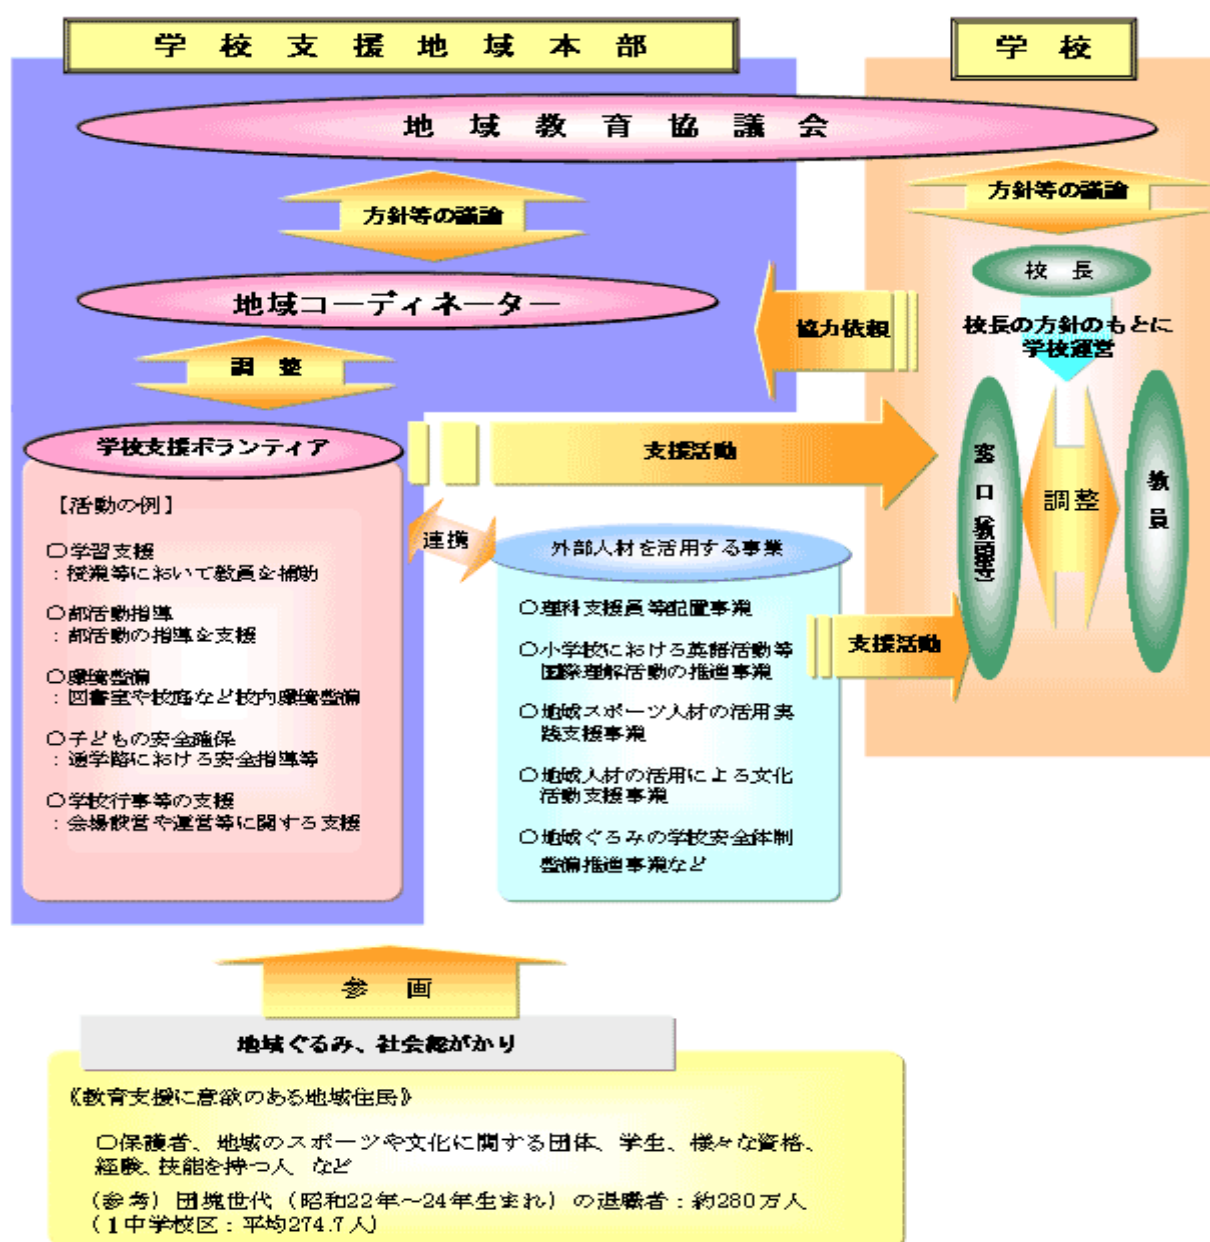 学校支援地域本部
学校
地域教育協議会
方針等の議論
方針等の議論
校長
地域コーディネーター
協力依頼
校長の方針のもとに
学校運営
調整
学校支援ボランティア
支援活動
窓口（教頭等）
調整
教員
【活動の例】
○学習支援
：授業等において教員を補助
○部活動指導
：部活動の指導を支援
○環境整備
：図書室や校路など校内環境整備
○子どもの安全確保
：通学路における安全指導等
○学校行事等の支援
：会場設営や運営等に関する支援
連携
外部人材を活用する事業
○理科支援員等配置事業
○小学校における英語活動等
国際理解活動の推進事業
○地域スポーツ人材の活用実
践支援事業
○地域人材の活用による文化
活動支援事業
○地域ぐるみの学校安全体制
整備推進事業など
支援活動
参画
地域ぐるみ、社会総がかり
《教育支援に意欲のある地域住民》
○保護者、地域のスポーツや文化に関する団体、学生、様々な資格、
経験、技能を持つ人 など
（参考）団塊世代（昭和22年～24年生まれ）の退職者：約280万人
（1中学校区：平均274.7人）